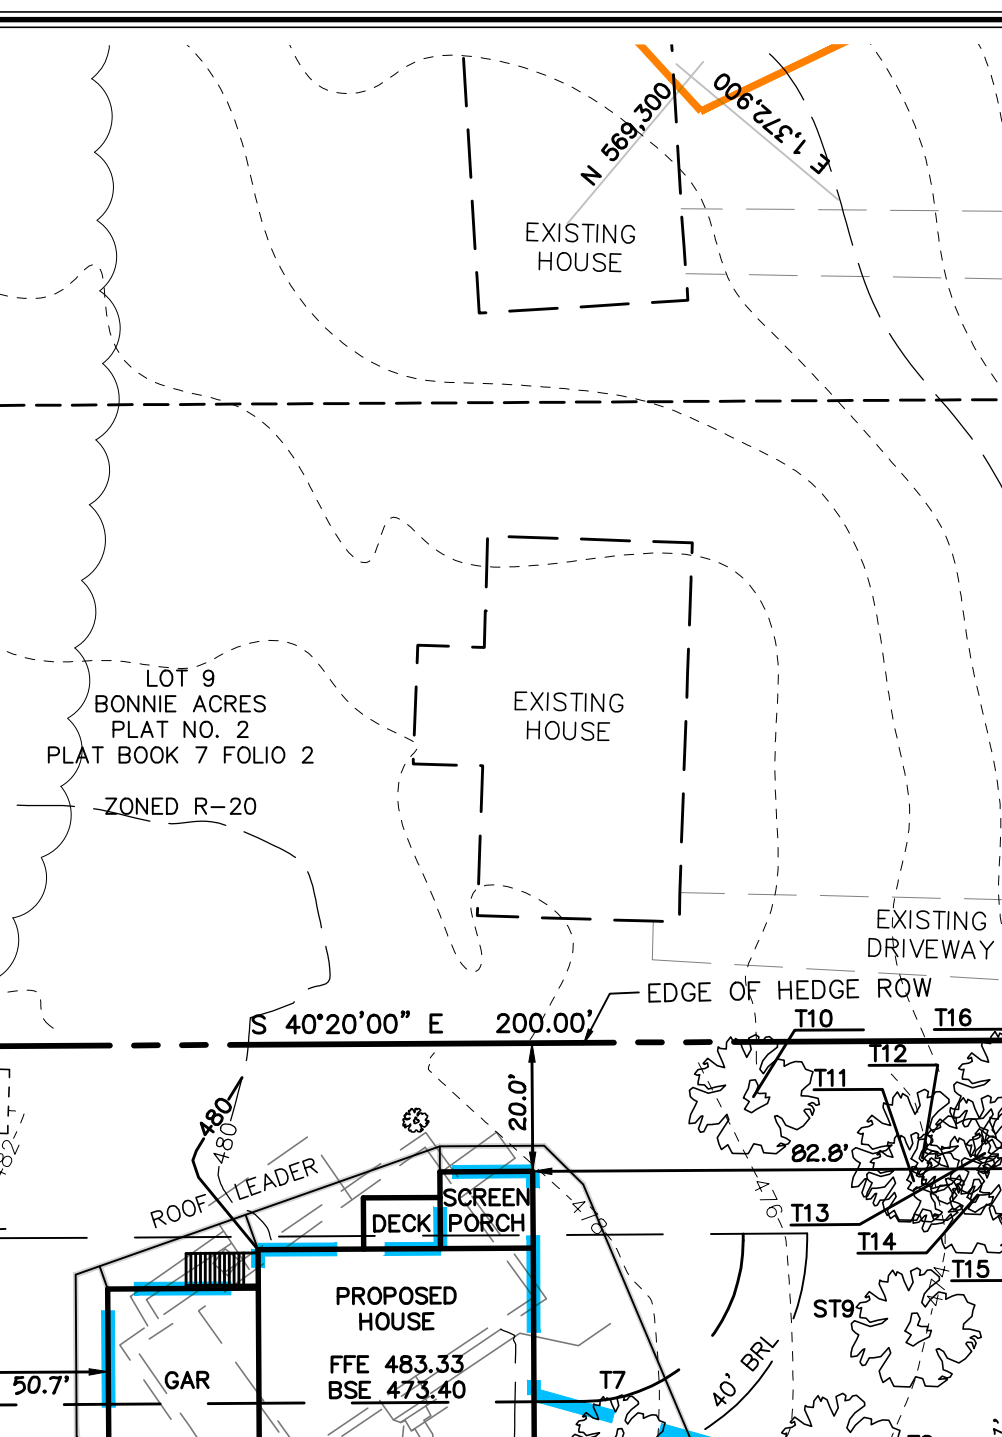 N 569,300
E 1,372,900
EXISTING
HOUSE
LOT 9
BONNIE ACRES
PLAT NO. 2
PLAT BOOK 7 FOLIO 2
ZONED R-20
EXISTING
HOUSE
EXISTING
DRIVEWAY
EDGE OF HEDGE ROW
S 40°20'00" E 200.00'
T10
T16
T12
T11
480
480
20.0'
82.8'
ROOF LEADER
SCREEN
PORCH
DECK
478
476
T13
T14
T15
PROPOSED
HOUSE
ST9
FFE 483.33
BSE 473.40
GAR
50.7'
T7
40' BRL